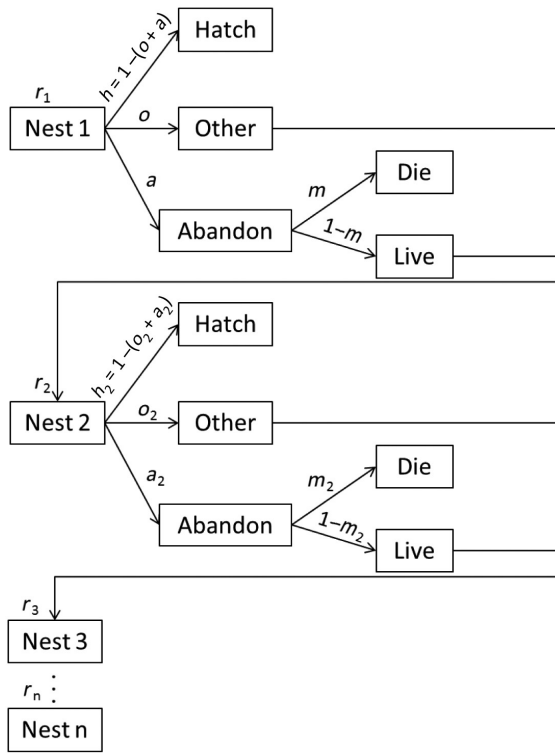 Hatch
h = 1 –(o + a)
r₁
Nest 1
o
Other
a
Die
m
Abandon
1–m
Live
Hatch
h₂ = 1 –(o₂ + a₂)
r₂
Nest 2
o₂
Other
a₂
Die
m₂
Abandon
1–m₂
Live
r₃
Nest 3
rₙ
Nest n